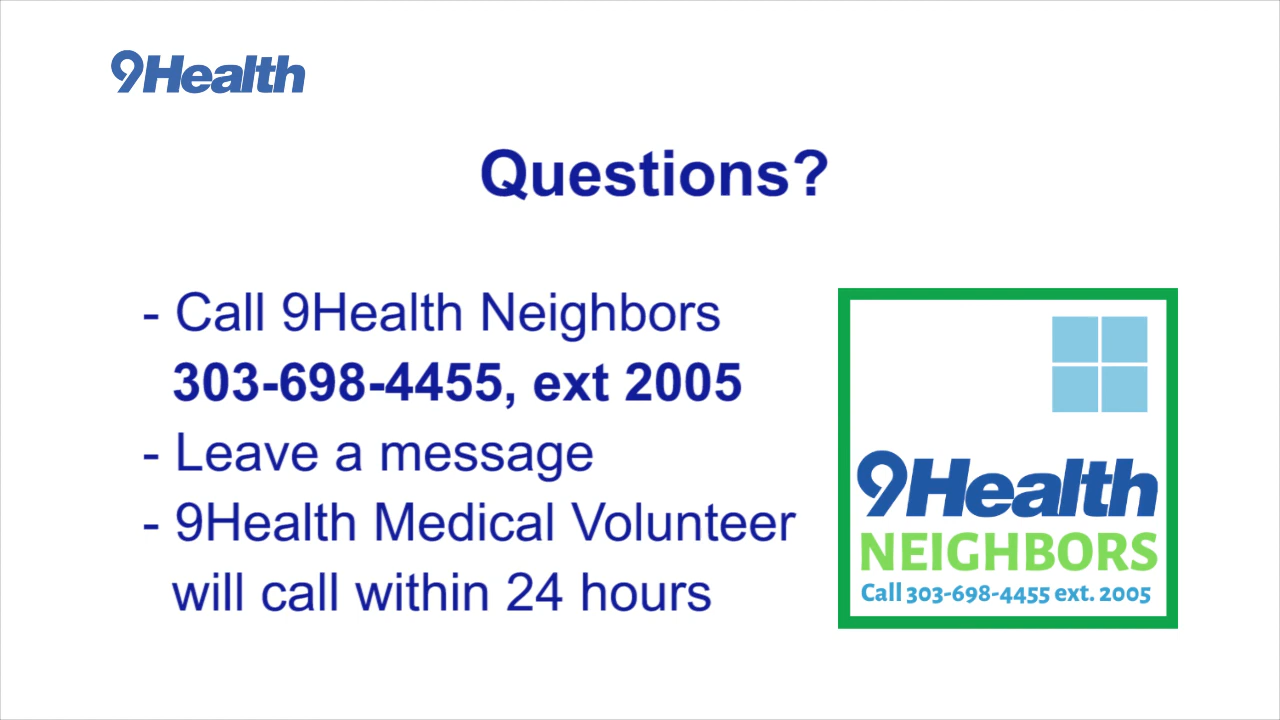 9Health
Questions?
- Call 9Health Neighbors
303-698-4455, ext 2005
- Leave a message
- 9Health Medical Volunteer
will call within 24 hours
9Health
NEIGHBORS
Call 303-698-4455 ext. 2005